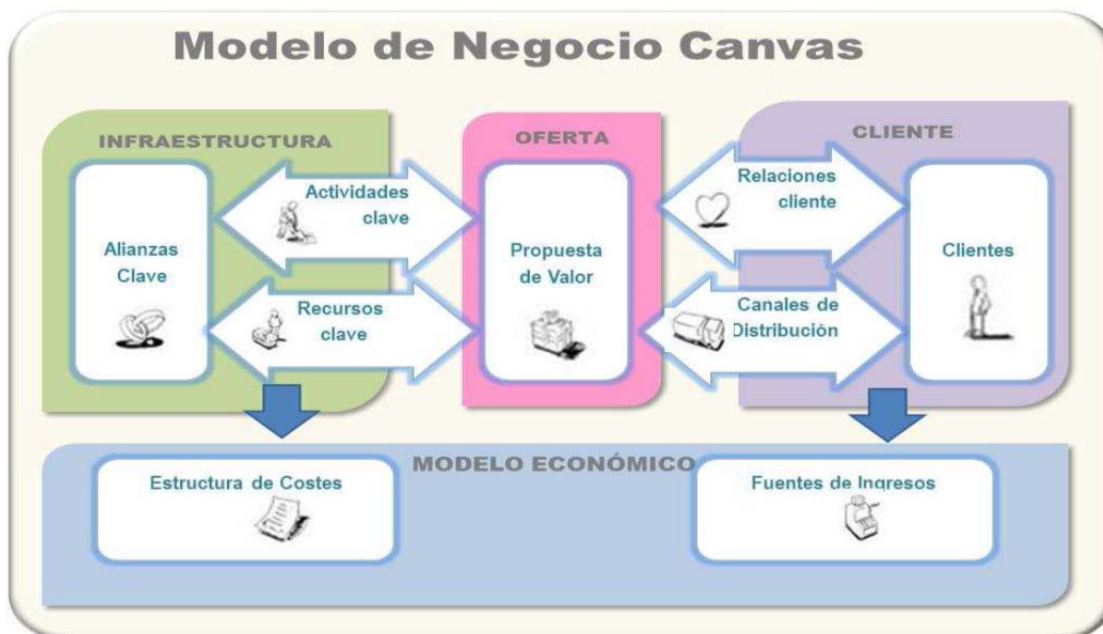 Modelo de Negocio Canvas
INFRAESTRUCTURA
Alianzas
Clave
Actividades
clave
Recursos
clave
OFERTA
Propuesta
de Valor
CLIENTE
Relaciones
cliente
Canales de
Distribución
Clientes
MODELO ECONÓMICO
Estructura de Costes
Fuentes de Ingresos